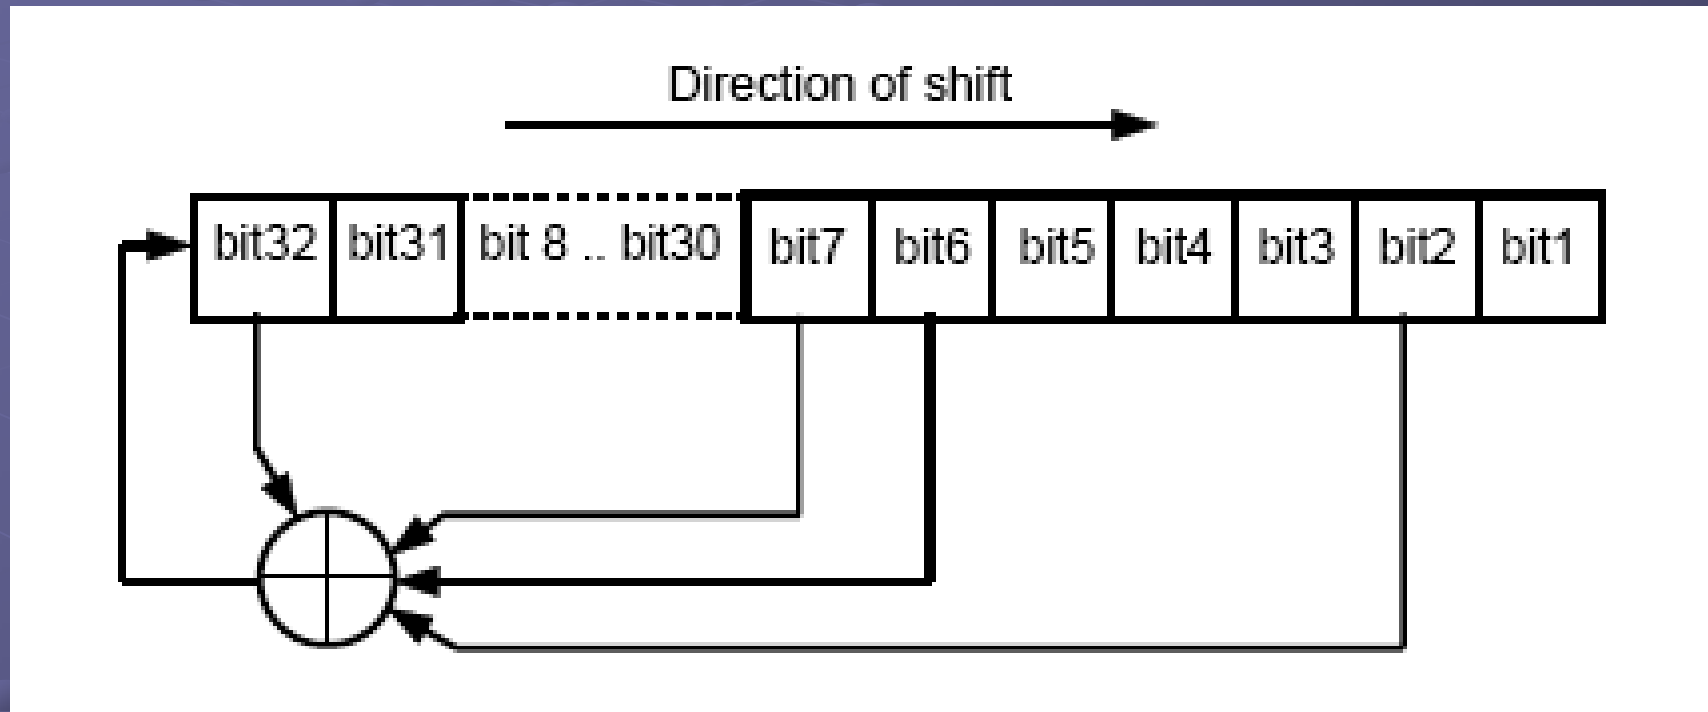 Direction of shift
bit32 bit31 bit 8 .. bit30 bit7 bit6 bit5 bit4 bit3 bit2 bit1